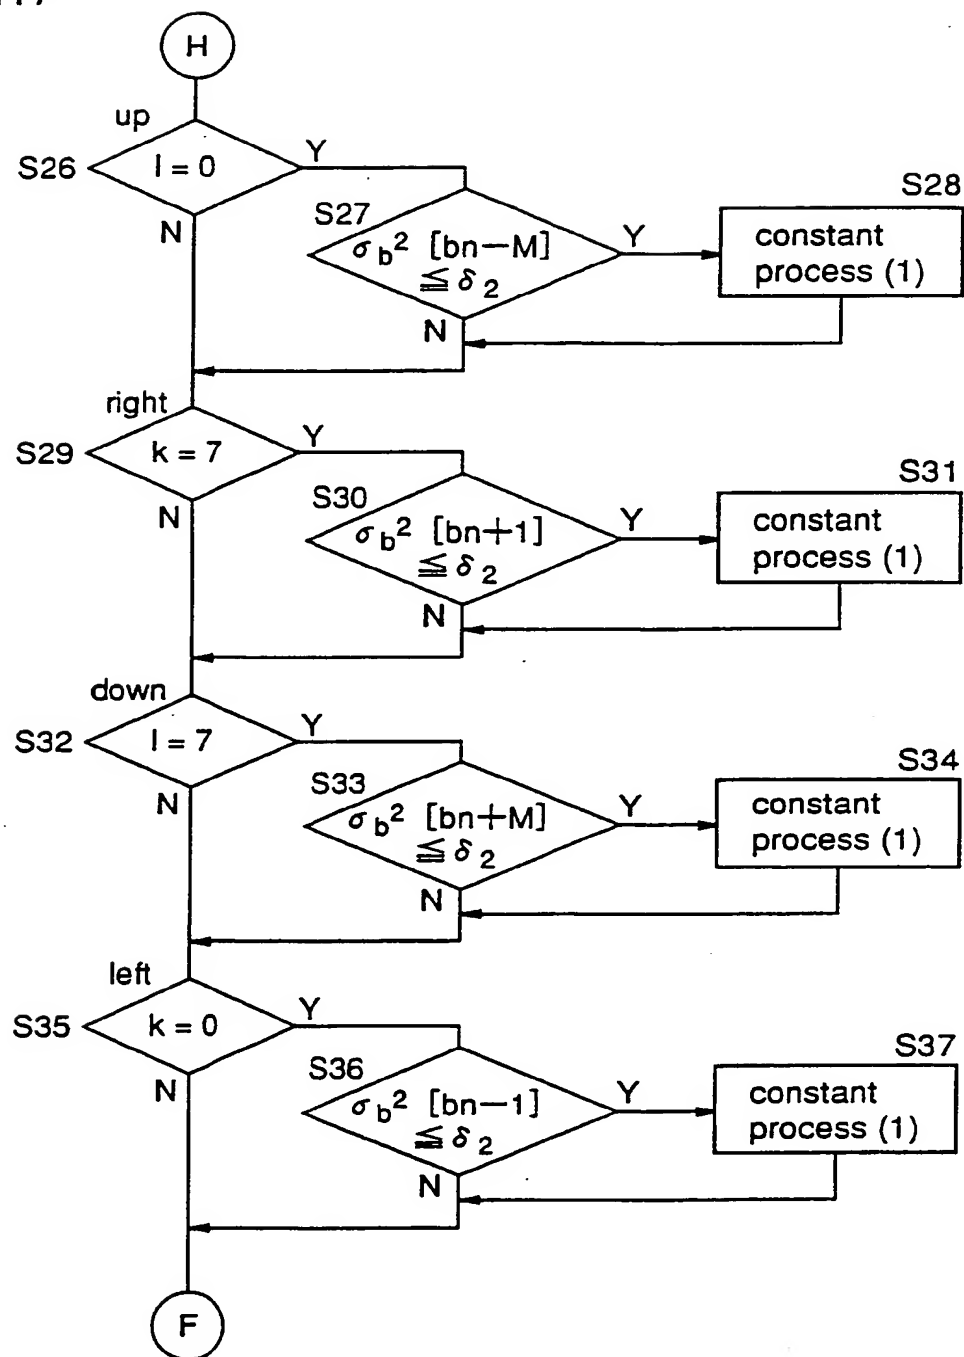 H
up
S26
l = 0
Y
N
S27
σb² [bn−M]
≦ δ2
Y
N
S28
constant
process (1)
right
S29
k = 7
Y
N
S30
σb² [bn+1]
≦ δ2
Y
N
S31
constant
process (1)
down
S32
l = 7
Y
N
S33
σb² [bn+M]
≦ δ2
Y
N
S34
constant
process (1)
left
S35
k = 0
Y
N
S36
σb² [bn−1]
≦ δ2
Y
N
S37
constant
process (1)
F